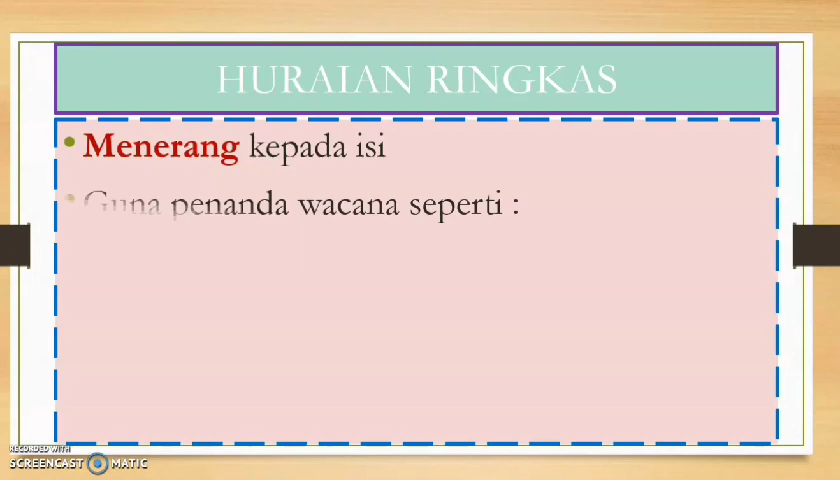 HURAIAN RINGKAS
• Menerang kepada isi
• Guna penanda wacana seperti :
RECORDED WITH
SCREENCAST MATIC